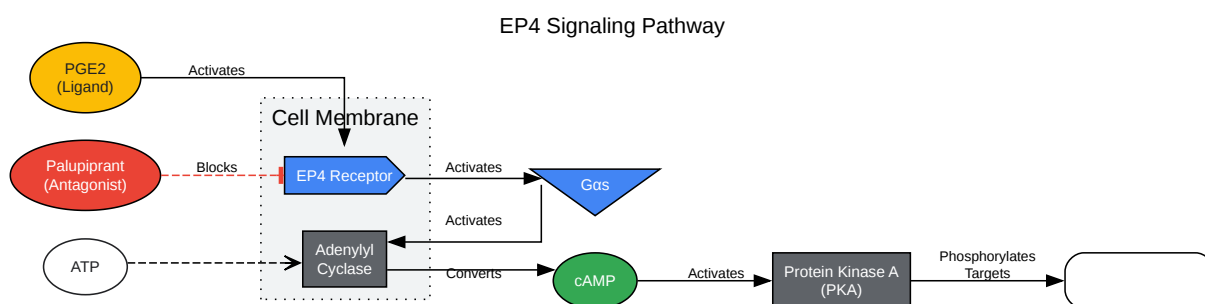 EP4 Signaling Pathway
PGE2
(Ligand)
Activates
Cell Membrane
Palupiprant
(Antagonist)
Blocks
EP4 Receptor
Activates
Gαs
Activates
ATP
Adenylyl
Cyclase
Converts
cAMP
Activates
Protein Kinase A
(PKA)
Phosphorylates
Targets